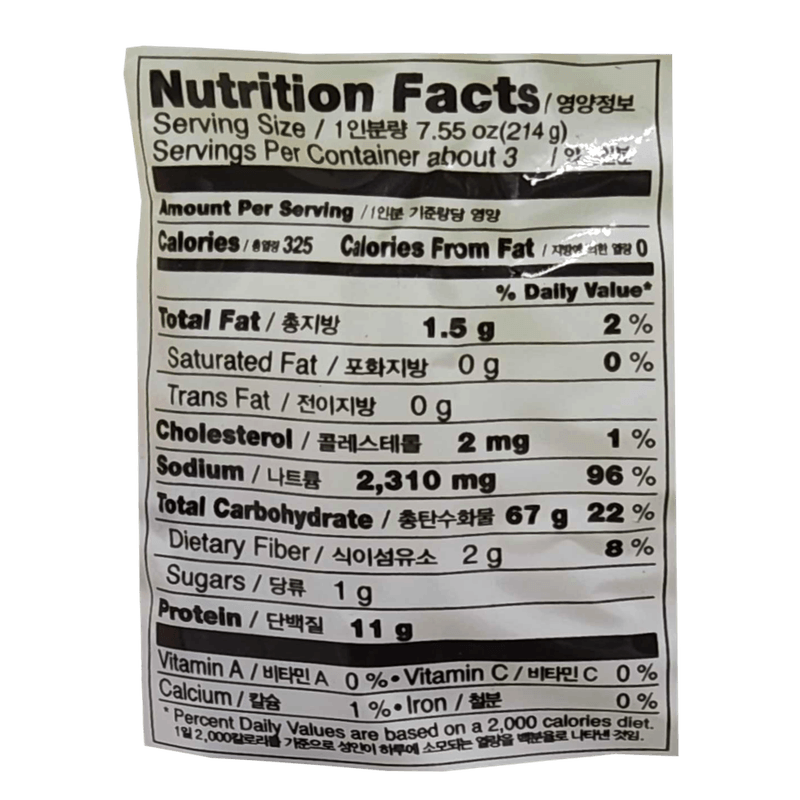 Nutrition Facts / 영양정보
Serving Size / 1인분량 7.55 oz(214 g)
Servings Per Container about 3 /
Amount Per Serving / 1인분 기준량당 영양
Calories / 총열량 325 Calories From Fat / 지방에 의한 열량 0
% Daily Value*
Total Fat / 총지방 1.5 g 2 %
Saturated Fat / 포화지방 0 g 0 %
Trans Fat / 전이지방 0 g
Cholesterol / 콜레스테롤 2 mg 1 %
Sodium / 나트륨 2,310 mg 96 %
Total Carbohydrate / 총탄수화물 67 g 22 %
Dietary Fiber / 식이섬유소 2 g 8 %
Sugars / 당류 1 g
Protein / 단백질 11 g
Vitamin A / 비타민 A 0 % • Vitamin C / 비타민 C 0 %
Calcium / 칼슘 1 % • Iron / 철분 0 %
* Percent Daily Values are based on a 2,000 calories diet.
1일 2,000칼로리를 기준으로 성인이 하루에 소모되는 열량을 백분율로 나타낸 것임.